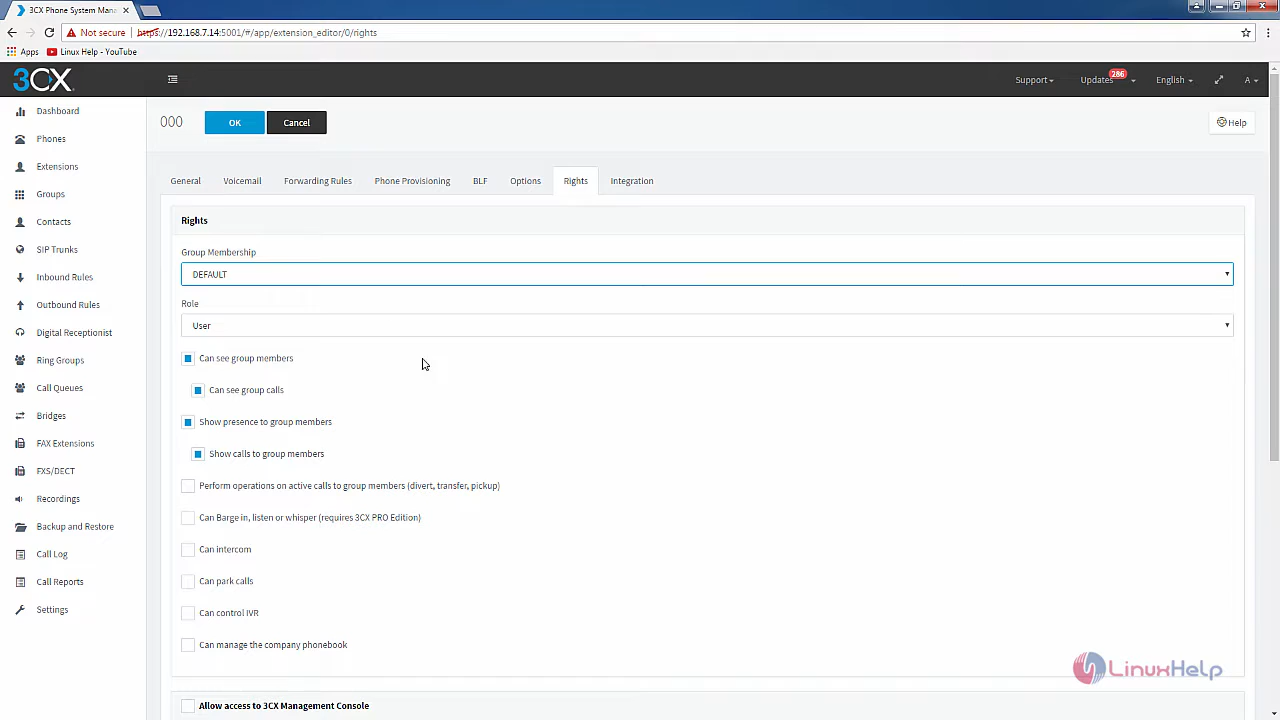 3CX Phone System Mana
Not secure https://192.168.7.14:5001/#/app/extension_editor/0/rights
Apps Linux Help - YouTube
3CX Support Updates 286 English A
Dashboard
Phones
Extensions
Groups
Contacts
SIP Trunks
Inbound Rules
Outbound Rules
Digital Receptionist
Ring Groups
Call Queues
Bridges
FAX Extensions
FXS/DECT
Recordings
Backup and Restore
Call Log
Call Reports
Settings
000 OK Cancel Help
General Voicemail Forwarding Rules Phone Provisioning BLF Options Rights Integration
Rights
Group Membership
DEFAULT
Role
User
Can see group members
Can see group calls
Show presence to group members
Show calls to group members
Perform operations on active calls to group members (divert, transfer, pickup)
Can Barge in, listen or whisper (requires 3CX PRO Edition)
Can intercom
Can park calls
Can control IVR
Can manage the company phonebook
LinuxHelp
Allow access to 3CX Management Console